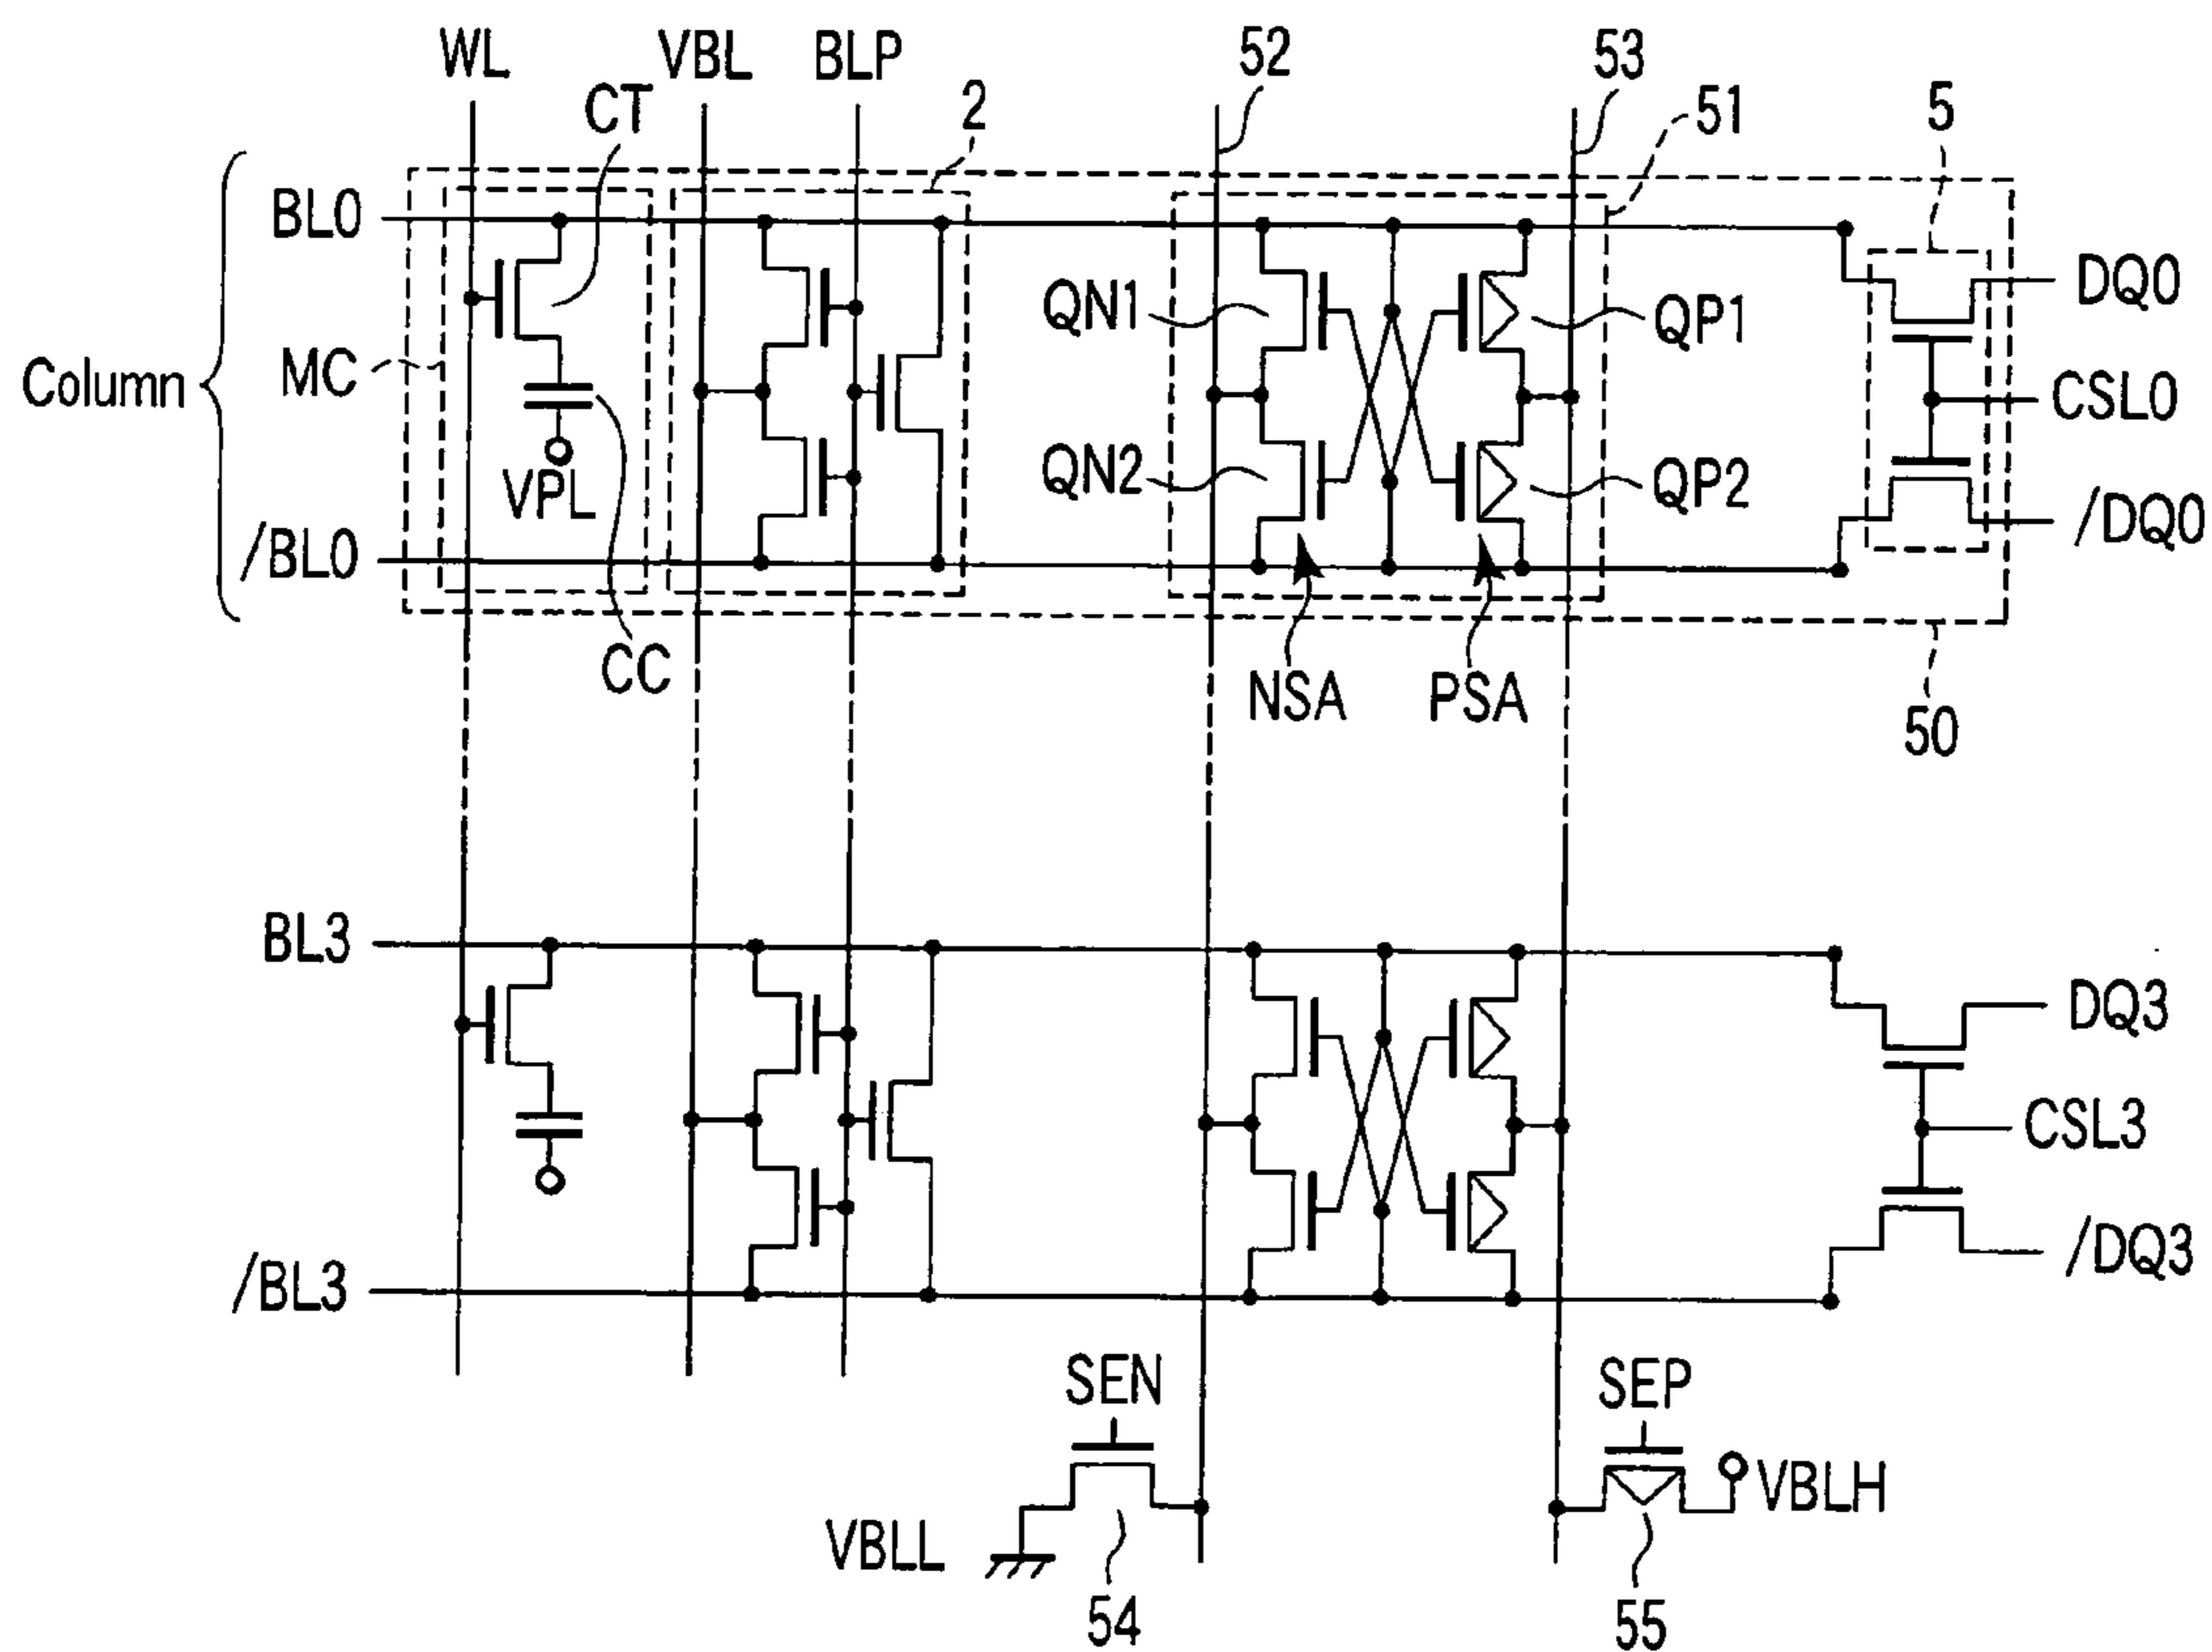 WL
VBL
BLP
52
53
CT
2
51
5
BL0
DQ0
QN1
QP1
Column
MC
CSL0
QN2
QP2
VPL
/BL0
/DQ0
CC
NSA
PSA
50
BL3
DQ3
CSL3
/DQ3
/BL3
SEN
SEP
VBLH
VBLL
54
55